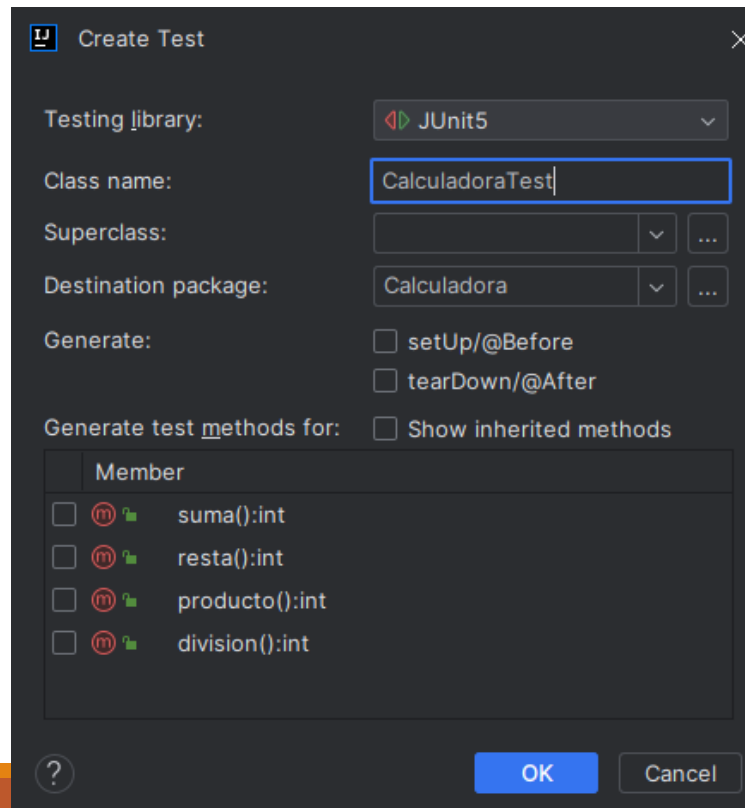 IJ Create Test
Testing library: JUnit5
Class name: CalculadoraTest
Superclass: ...
Destination package: Calculadora ...
Generate: setUp/@Before
tearDown/@After
Generate test methods for: Show inherited methods
Member
m suma():int
m resta():int
m producto():int
m division():int
? OK Cancel